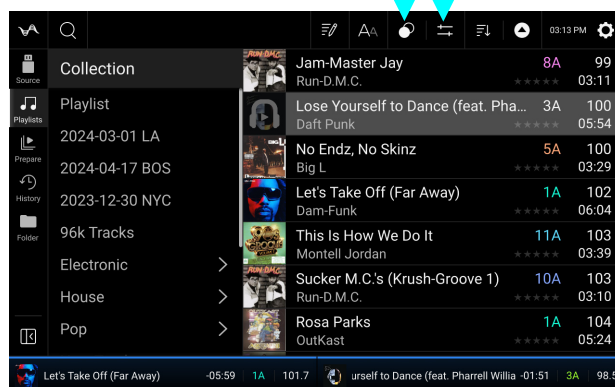 AA
03:13 PM
Source
Playlists
Prepare
History
Folder
Collection
Playlist
2024-03-01 LA
2024-04-17 BOS
2023-12-30 NYC
96k Tracks
Electronic
House
Pop
Jam-Master Jay 8A 99
Run-D.M.C. 03:11
Lose Yourself to Dance (feat. Pha... 3A 100
Daft Punk 05:54
No Endz, No Skinz 5A 100
Big L 03:29
Let's Take Off (Far Away) 1A 102
Dam-Funk 06:04
This Is How We Do It 11A 103
Montell Jordan 03:39
Sucker M.C.'s (Krush-Groove 1) 10A 103
Run-D.M.C. 03:10
Rosa Parks 1A 104
OutKast 05:24
Let's Take Off (Far Away) -05:59 1A 101.7
urself to Dance (feat. Pharrell Willia -01:51 3A 98.5